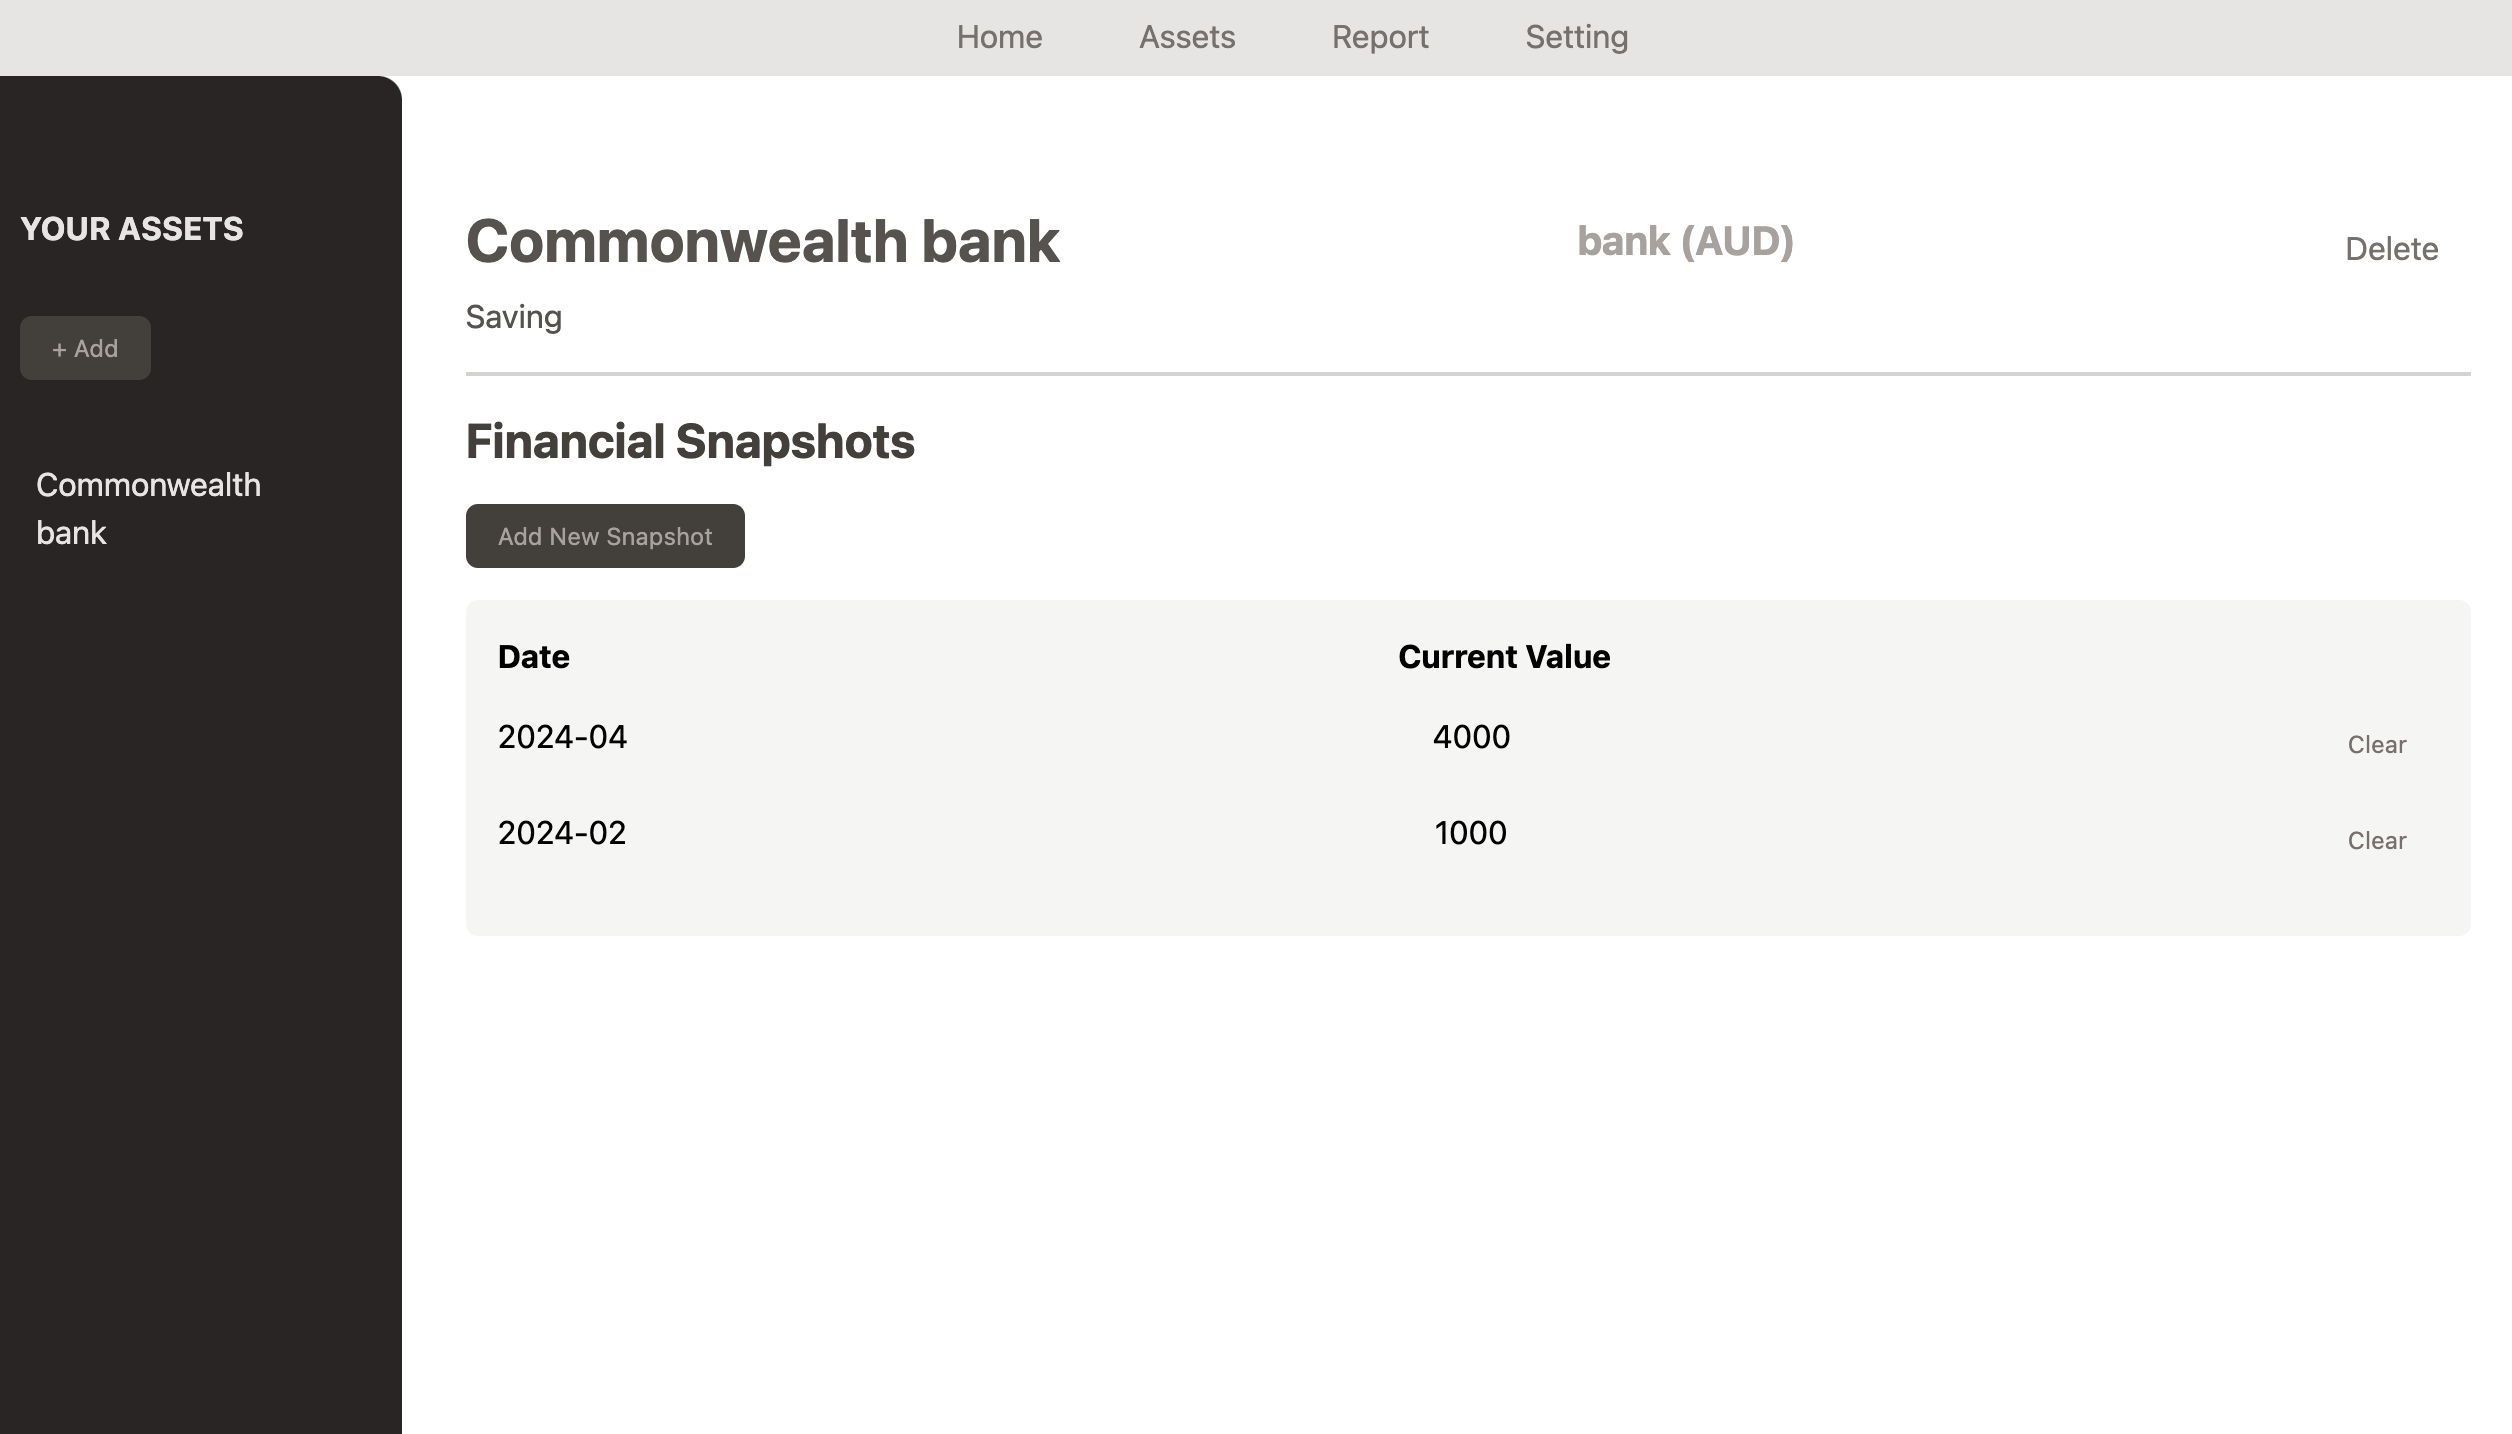 Home Assets Report Setting
YOUR ASSETS
+ Add
Commonwealth
bank
Commonwealth bank bank (AUD) Delete
Saving
Financial Snapshots
Add New Snapshot
Date Current Value
2024-04 4000 Clear
2024-02 1000 Clear